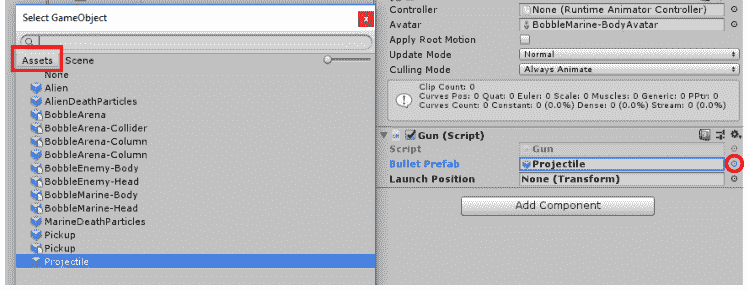 Select GameObject
Assets Scene
None
Alien
AlienDeathParticles
BobbleArena
BobbleArena-Collider
BobbleArena-Column
BobbleArena-Column
BobbleEnemy-Body
BobbleEnemy-Head
BobbleMarine-Body
BobbleMarine-Head
MarineDeathParticles
Pickup
Pickup
Projectile
Controller None (Runtime Animator Controller)
Avatar BobbleMarine-BodyAvatar
Apply Root Motion
Update Mode Normal
Culling Mode Always Animate
Clip Count: 0
Curves Pos: 0 Quat: 0 Euler: 0 Scale: 0 Muscles: 0 Generic: 0 PPtr: 0
Curves Count: 0 Constant: 0 (0.0%) Dense: 0 (0.0%) Stream: 0 (0.0%)
Gun (Script)
Script Gun
Bullet Prefab Projectile
Launch Position None (Transform)
Add Component